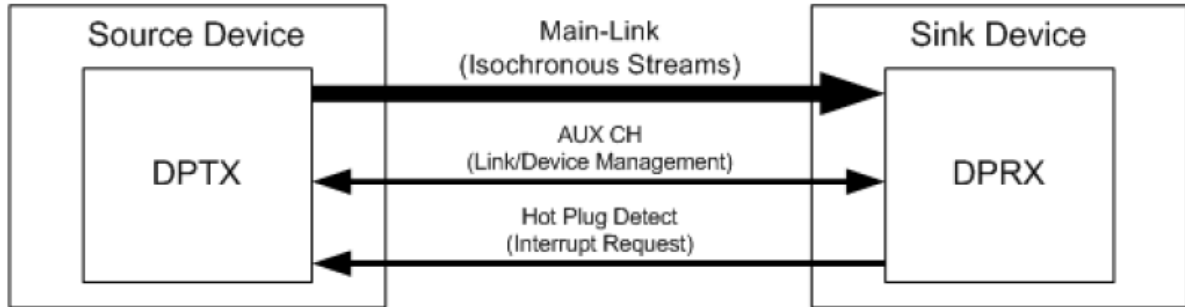 Source Device
DPTX
Main-Link
(Isochronous Streams)
AUX CH
(Link/Device Management)
Hot Plug Detect
(Interrupt Request)
Sink Device
DPRX